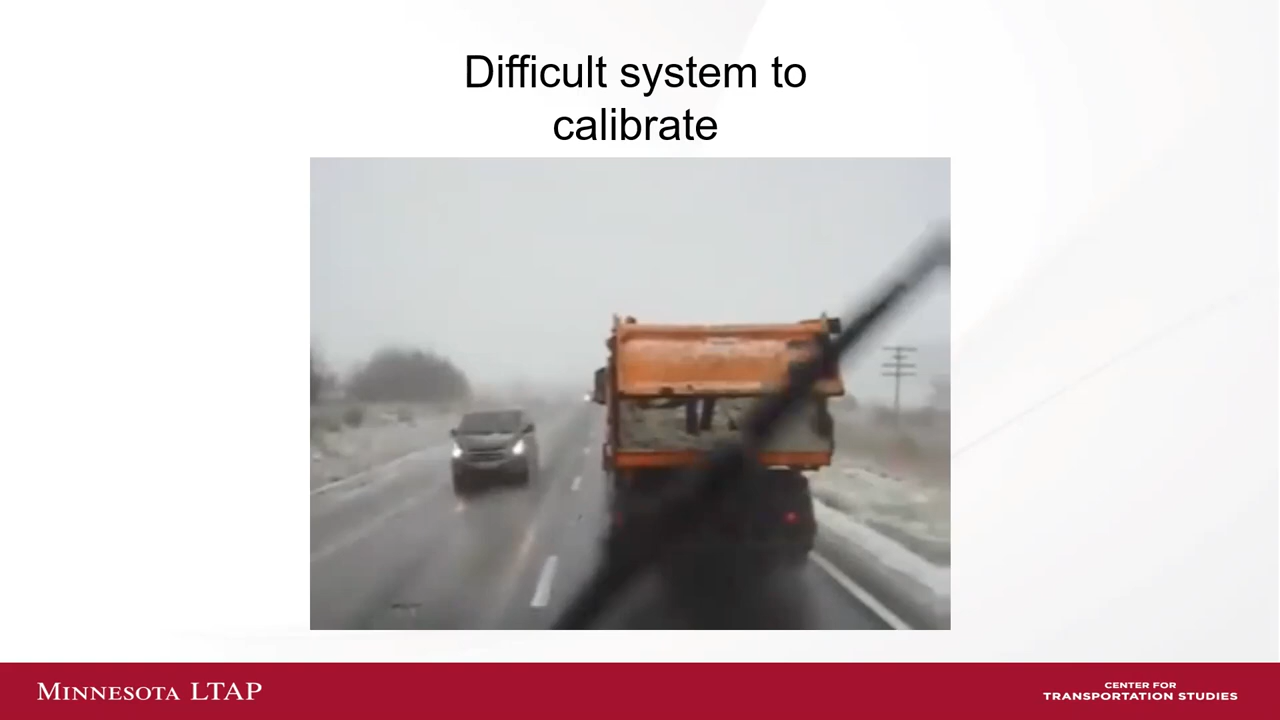 Difficult system to
calibrate
MINNESOTA LTAP
CENTER FOR
TRANSPORTATION STUDIES